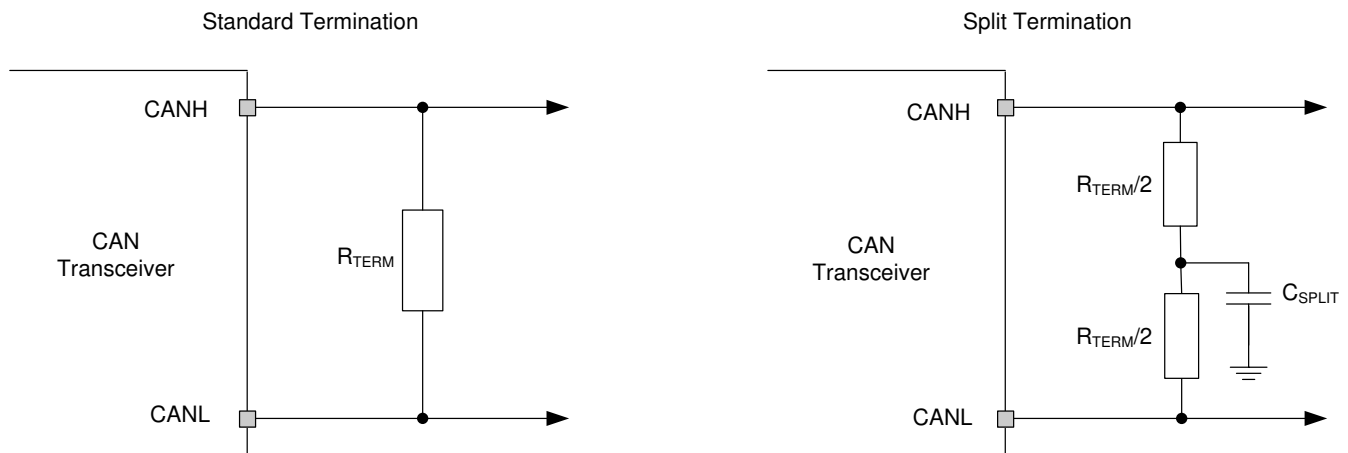 Standard Termination
CANH
CAN
Transceiver
RTERM
CANL
Split Termination
CANH
RTERM/2
CAN
Transceiver
CSPLIT
RTERM/2
CANL